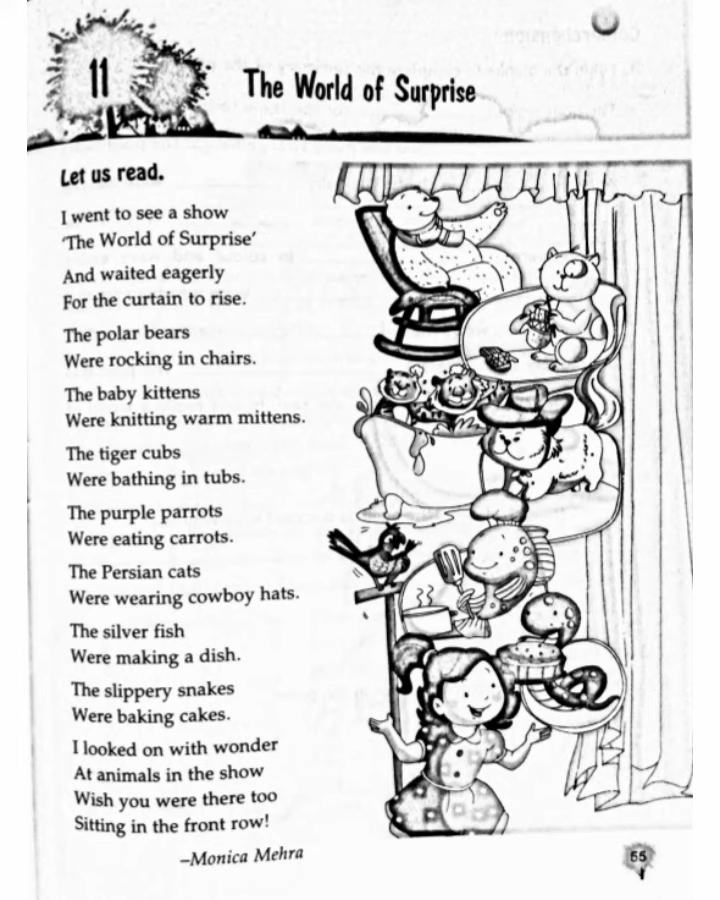 11
The World of Surprise
Let us read.
I went to see a show
'The World of Surprise'
And waited eagerly
For the curtain to rise.
The polar bears
Were rocking in chairs.
The baby kittens
Were knitting warm mittens.
The tiger cubs
Were bathing in tubs.
The purple parrots
Were eating carrots.
The Persian cats
Were wearing cowboy hats.
The silver fish
Were making a dish.
The slippery snakes
Were baking cakes.
I looked on with wonder
At animals in the show
Wish you were there too
Sitting in the front row!
–Monica Mehra
55